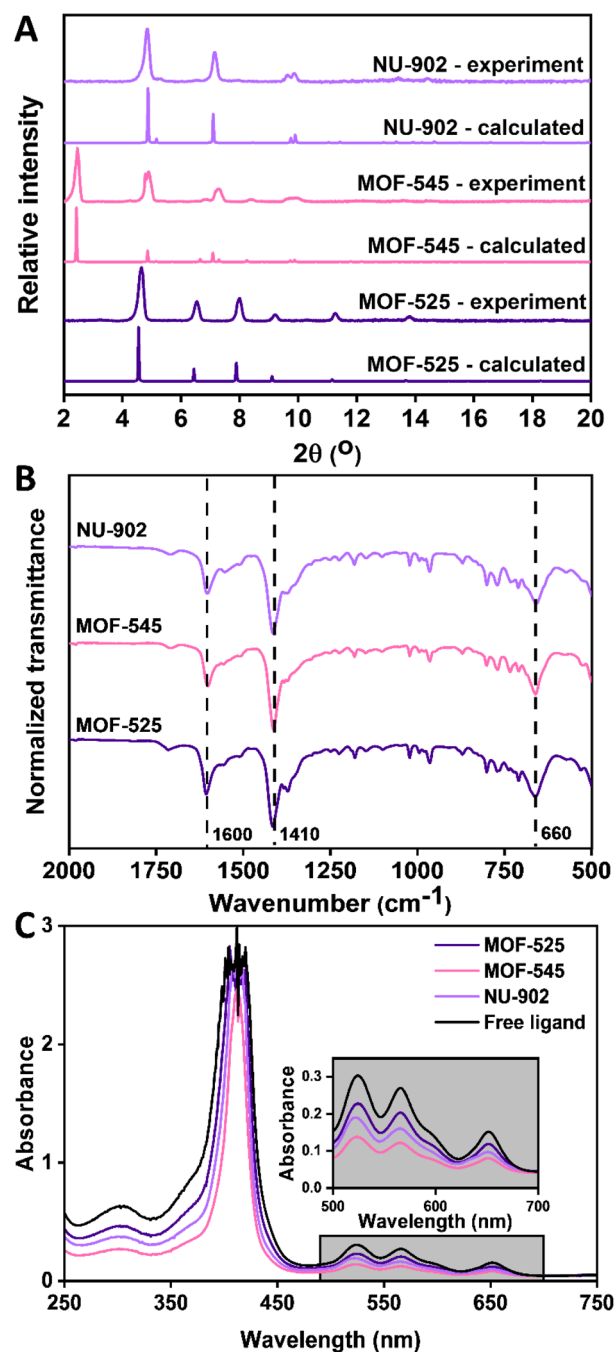 A
NU-902 - experiment
NU-902 - calculated
MOF-545 - experiment
MOF-545 - calculated
MOF-525 - experiment
MOF-525 - calculated
Relative intensity
2 4 6 8 10 12 14 16 18 20
2θ (O)
B
NU-902
MOF-545
MOF-525
Normalized transmittance
1600 1410 660
2000 1750 1500 1250 1000 750 500
Wavenumber (cm-1)
C
3
2
1
0
Absorbance
MOF-525
MOF-545
NU-902
Free ligand
0.3
0.2
0.1
0.0
Absorbance
500 600 700
Wavelength (nm)
250 350 450 550 650 750
Wavelength (nm)